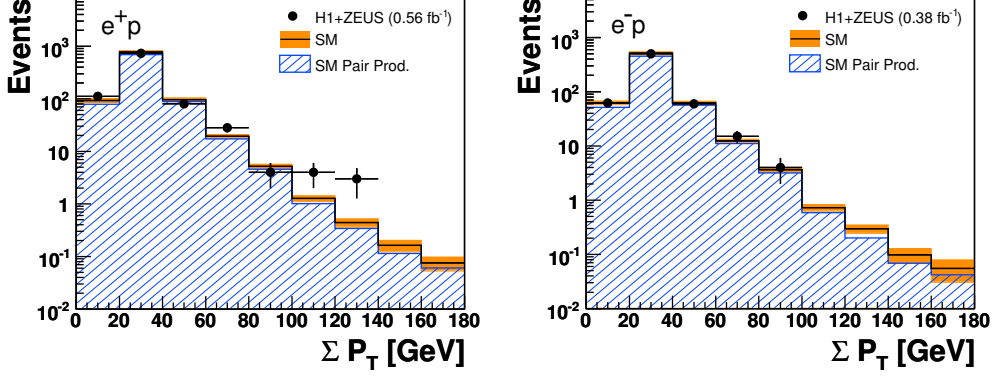 Events
e⁺p
H1+ZEUS (0.56 fb⁻¹)
SM
SM Pair Prod.
10³
10²
10
1
10⁻¹
10⁻²
0 20 40 60 80 100 120 140 160 180
Σ P_T [GeV]
Events
e⁻p
H1+ZEUS (0.38 fb⁻¹)
SM
SM Pair Prod.
10³
10²
10
1
10⁻¹
10⁻²
0 20 40 60 80 100 120 140 160 180
Σ P_T [GeV]